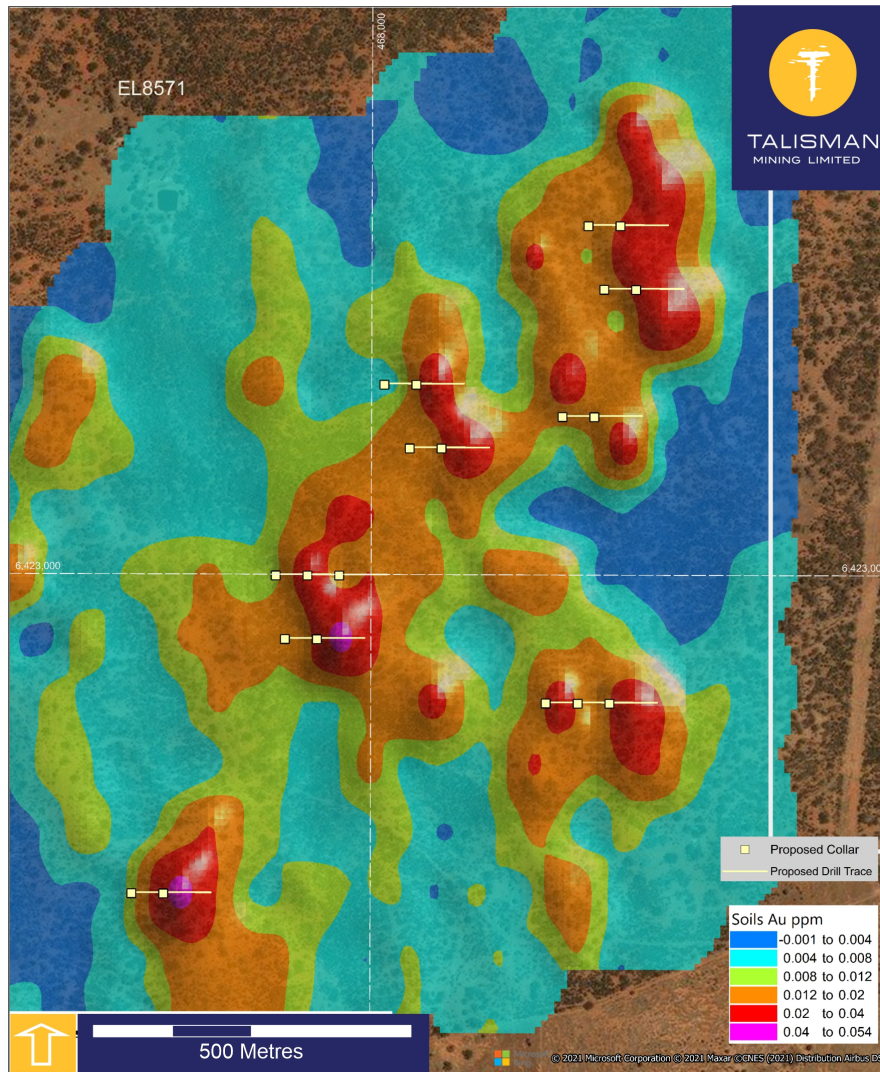 468,000
EL8571
TALISMAN
MINING LIMITED
6,423,000
6,423,00
Proposed Collar
Proposed Drill Trace
Soils Au ppm
-0.001 to 0.004
0.004 to 0.008
0.008 to 0.012
0.012 to 0.02
0.02 to 0.04
0.04 to 0.054
500 Metres
© 2021 Microsoft Corporation © 2021 Maxar ©CNES (2021) Distribution Airbus DS